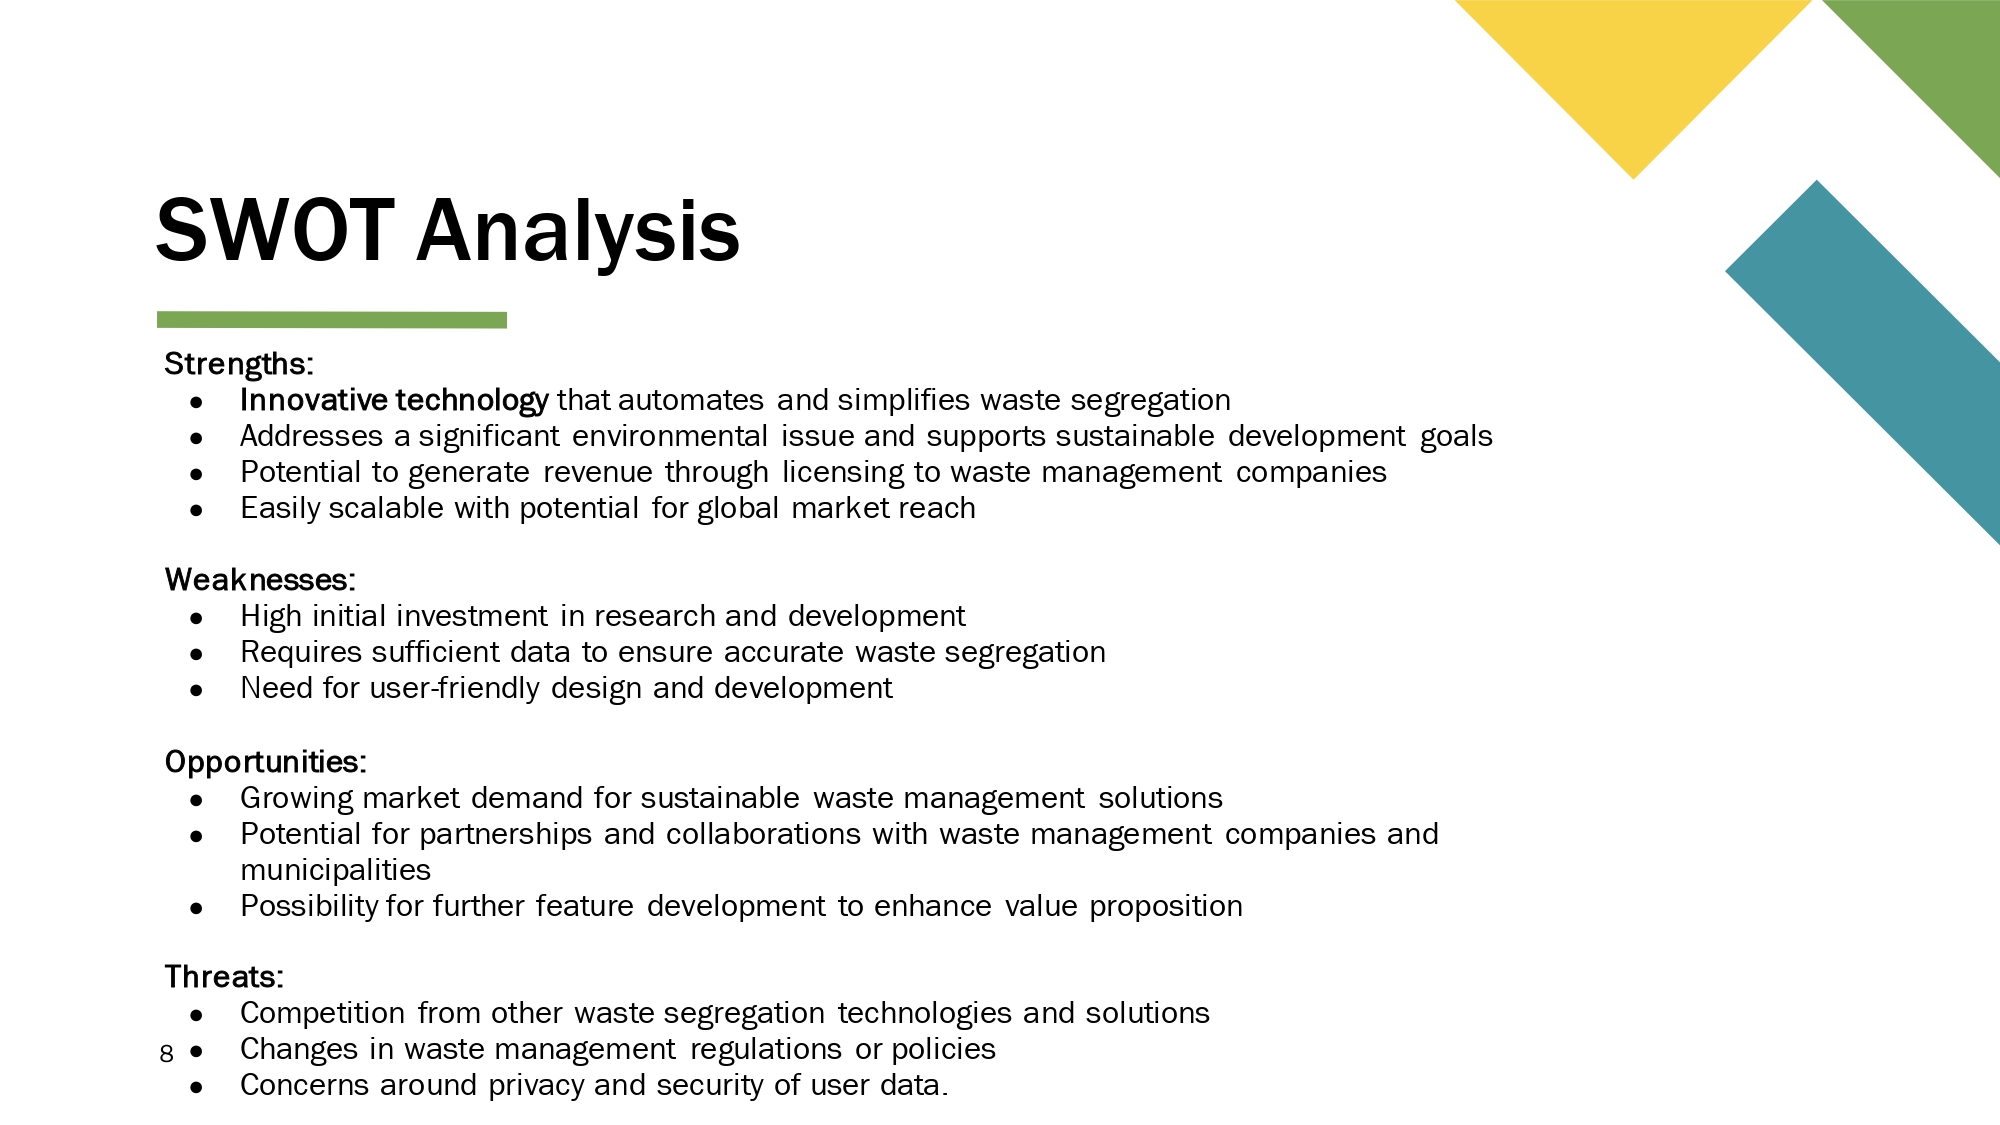 SWOT Analysis
Strengths:
● Innovative technology that automates and simplifies waste segregation
● Addresses a significant environmental issue and supports sustainable development goals
● Potential to generate revenue through licensing to waste management companies
● Easily scalable with potential for global market reach
Weaknesses:
● High initial investment in research and development
● Requires sufficient data to ensure accurate waste segregation
● Need for user-friendly design and development
Opportunities:
● Growing market demand for sustainable waste management solutions
● Potential for partnerships and collaborations with waste management companies and
municipalities
● Possibility for further feature development to enhance value proposition
Threats:
● Competition from other waste segregation technologies and solutions
● Changes in waste management regulations or policies
● Concerns around privacy and security of user data.
8